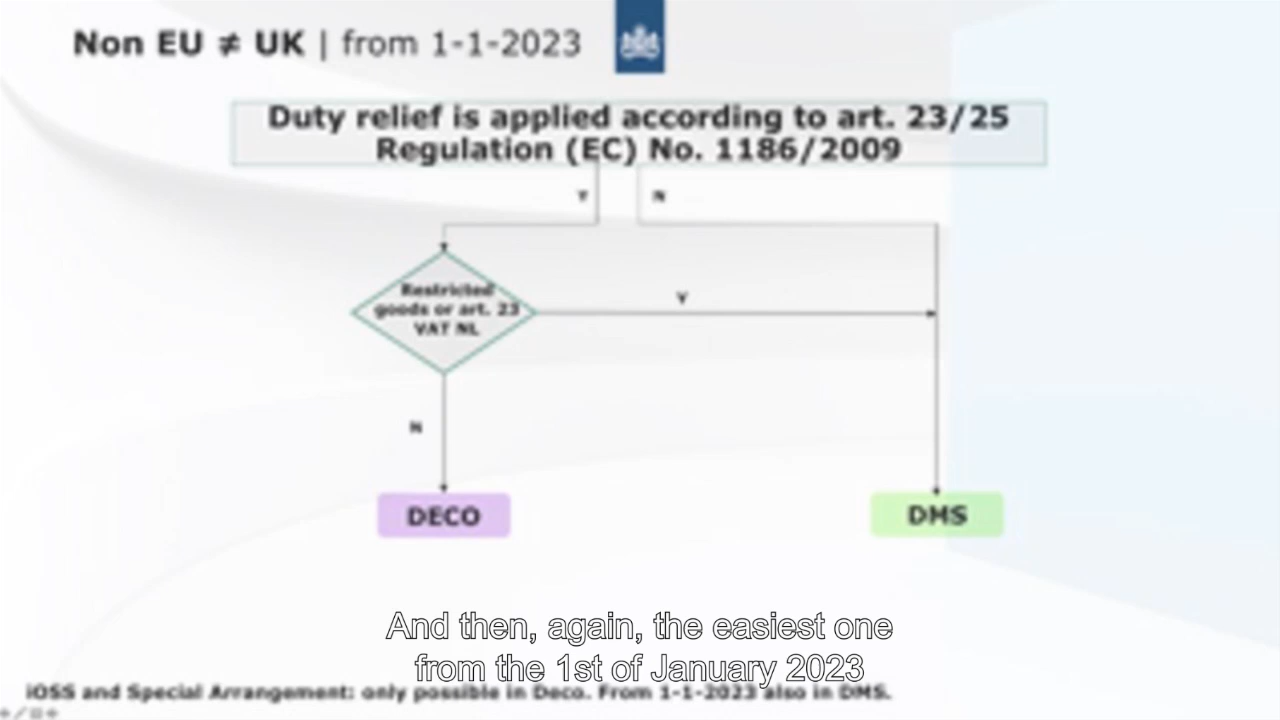 Non EU ≠ UK | from 1-1-2023
Duty relief is applied according to art. 23/25
Regulation (EC) No. 1186/2009
Y
N
Restricted
goods or art. 23
VAT NL
Y
N
DECO
DMS
And then, again, the easiest one
from the 1st of January 2023
iOSS and Special Arrangement: only possible in Deco. From 1-1-2023 also in DMS.